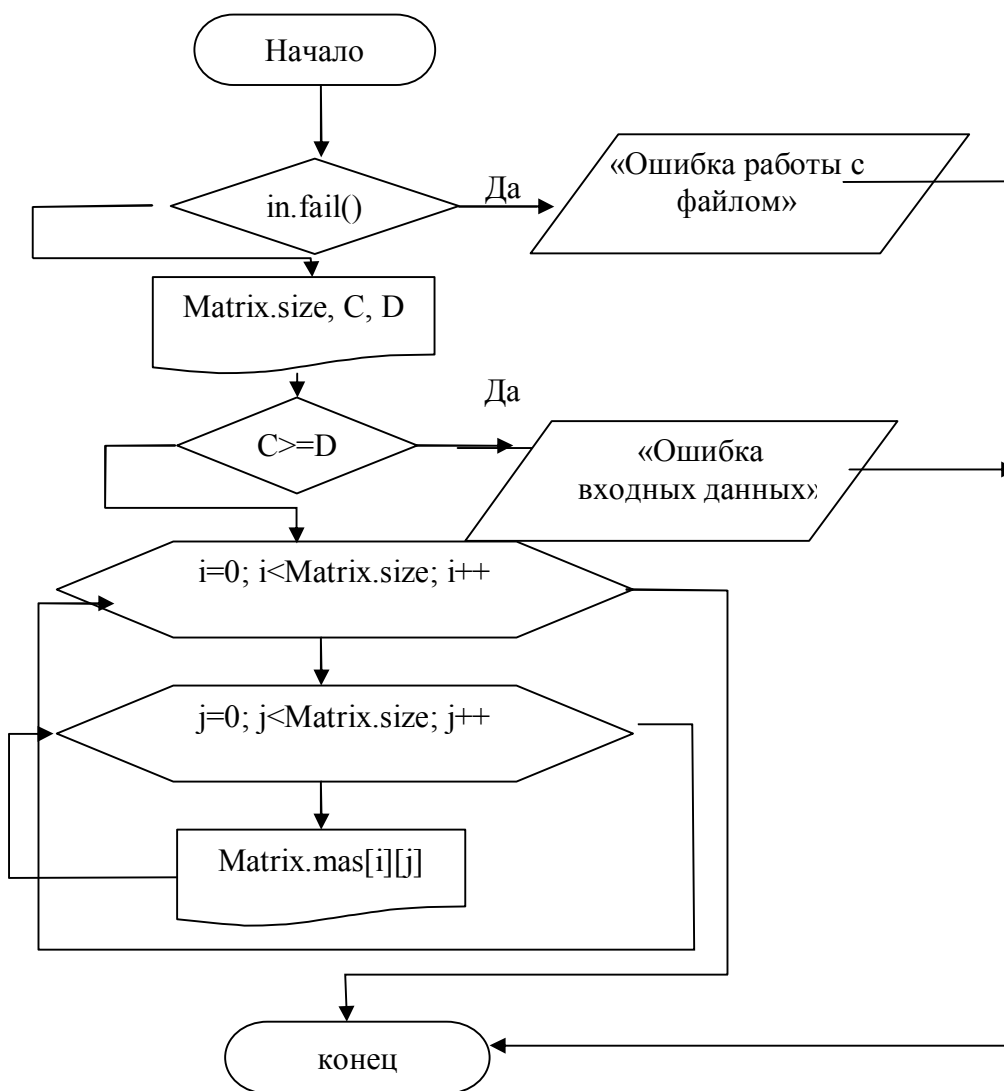 Начало
in.fail()
Да
«Ошибка работы с
файлом»
Matrix.size, C, D
C>=D
Да
«Ошибка
входных данных»
i=0; i<Matrix.size; i++
j=0; j<Matrix.size; j++
Matrix.mas[i][j]
конец